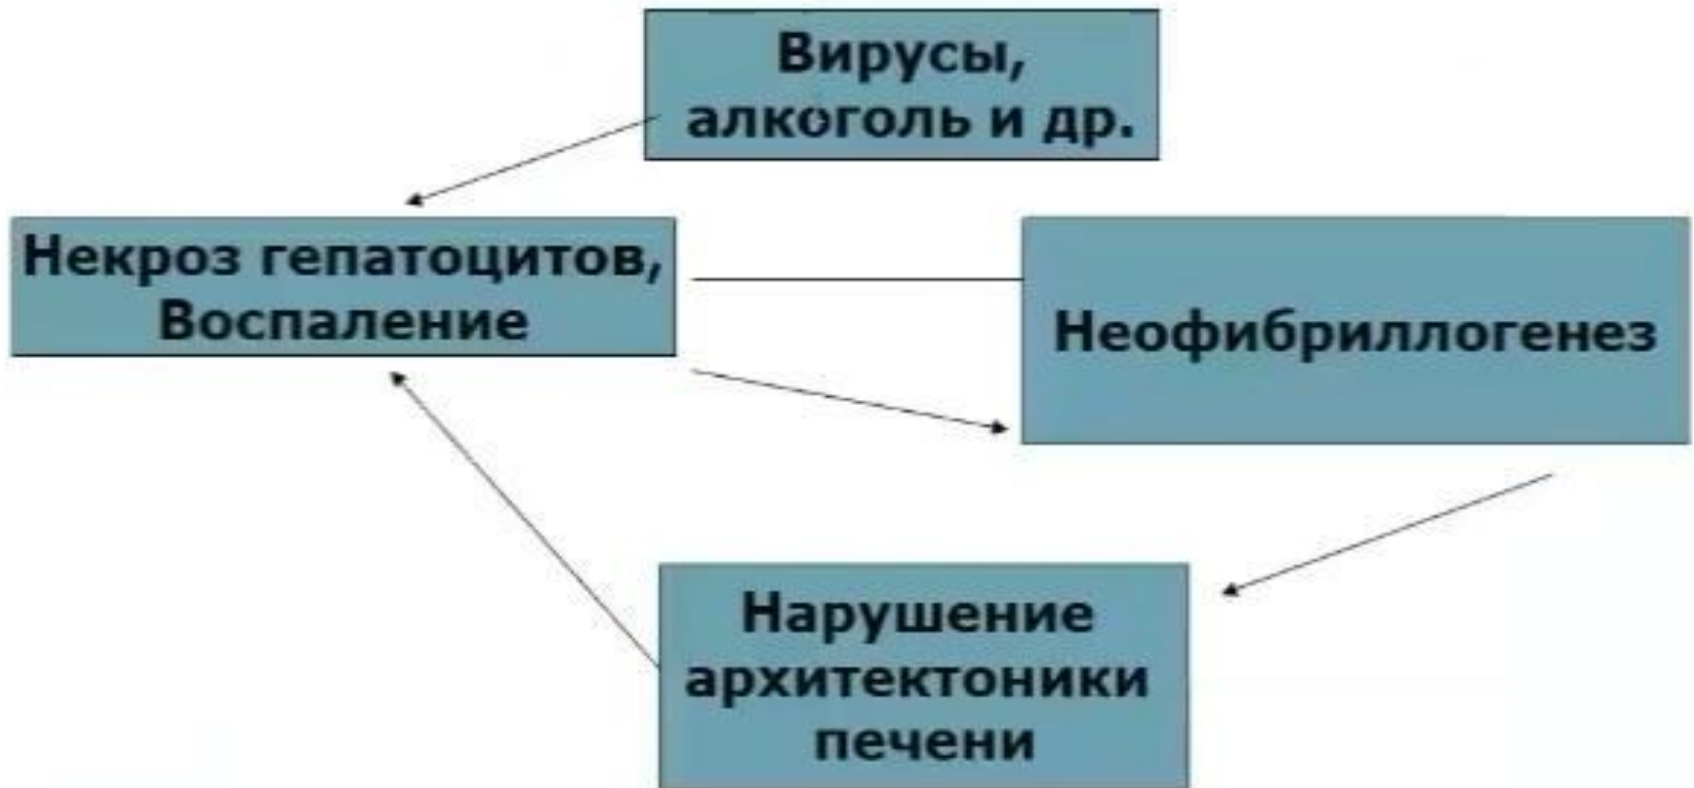 Вирусы,
алкоголь и др.
Некроз гепатоцитов,
Воспаление
Неофибриллогенез
Нарушение
архитектоники
печени